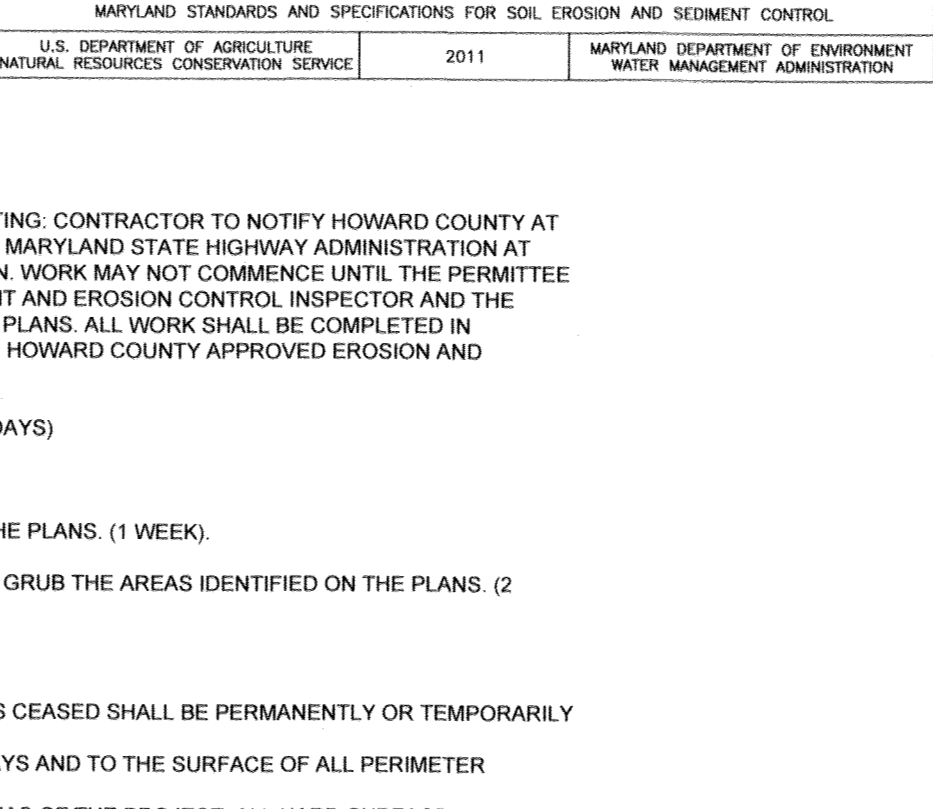 MARYLAND STANDARDS AND SPECIFICATIONS FOR SOIL EROSION AND SEDIMENT CONTROL
U.S. DEPARTMENT OF AGRICULTURE
NATURAL RESOURCES CONSERVATION SERVICE
2011
MARYLAND DEPARTMENT OF ENVIRONMENT
WATER MANAGEMENT ADMINISTRATION
TING: CONTRACTOR TO NOTIFY HOWARD COUNTY AT
MARYLAND STATE HIGHWAY ADMINISTRATION AT
N. WORK MAY NOT COMMENCE UNTIL THE PERMITTEE
IT AND EROSION CONTROL INSPECTOR AND THE
PLANS. ALL WORK SHALL BE COMPLETED IN
HOWARD COUNTY APPROVED EROSION AND
DAYS)
HE PLANS. (1 WEEK).
GRUB THE AREAS IDENTIFIED ON THE PLANS. (2
S CEASED SHALL BE PERMANENTLY OR TEMPORARILY
AYS AND TO THE SURFACE OF ALL PERIMETER